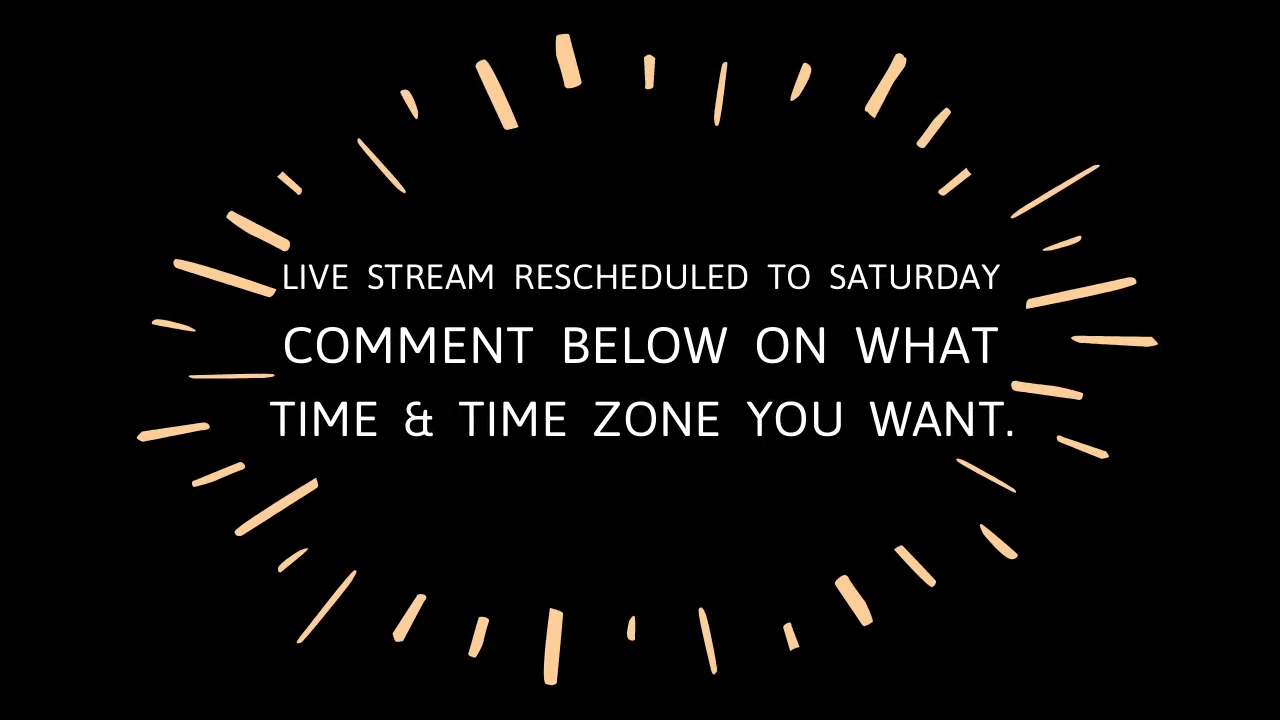 LIVE STREAM RESCHEDULED TO SATURDAY
COMMENT BELOW ON WHAT
TIME & TIME ZONE YOU WANT.